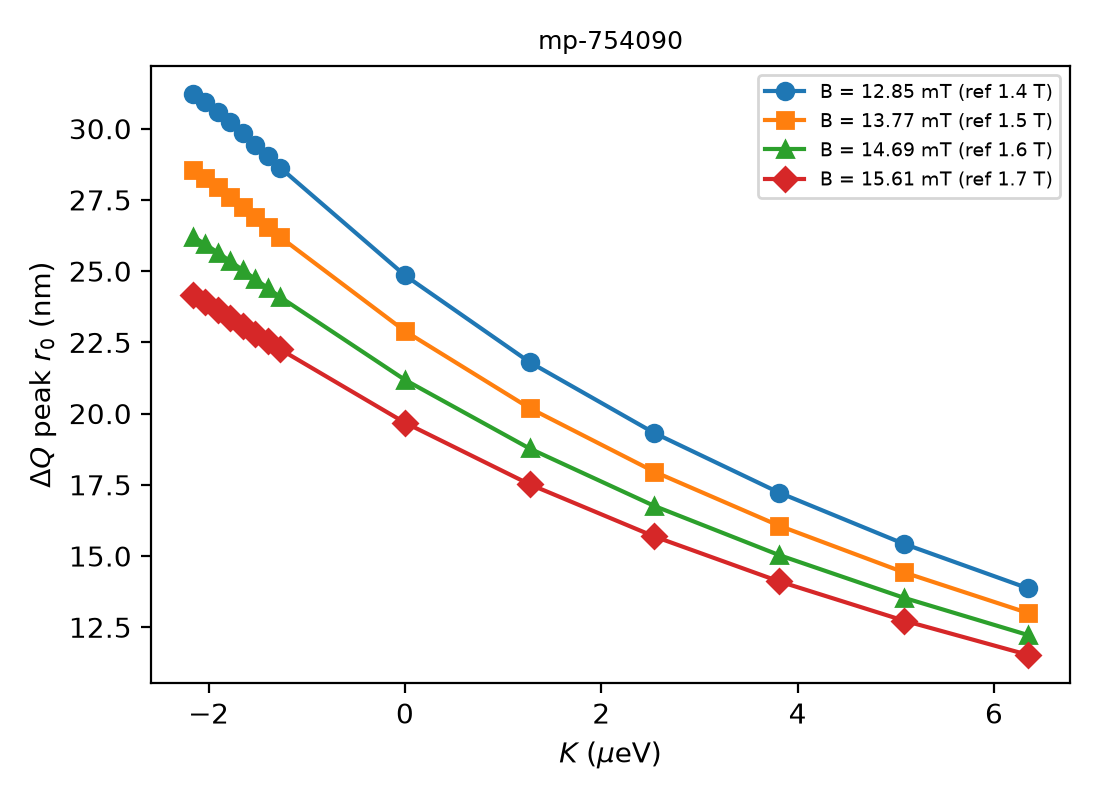 mp-754090
B = 12.85 mT (ref 1.4 T)
B = 13.77 mT (ref 1.5 T)
B = 14.69 mT (ref 1.6 T)
B = 15.61 mT (ref 1.7 T)
ΔQ peak r₀ (nm)
30.0
27.5
25.0
22.5
20.0
17.5
15.0
12.5
−2 0 2 4 6
K (μeV)